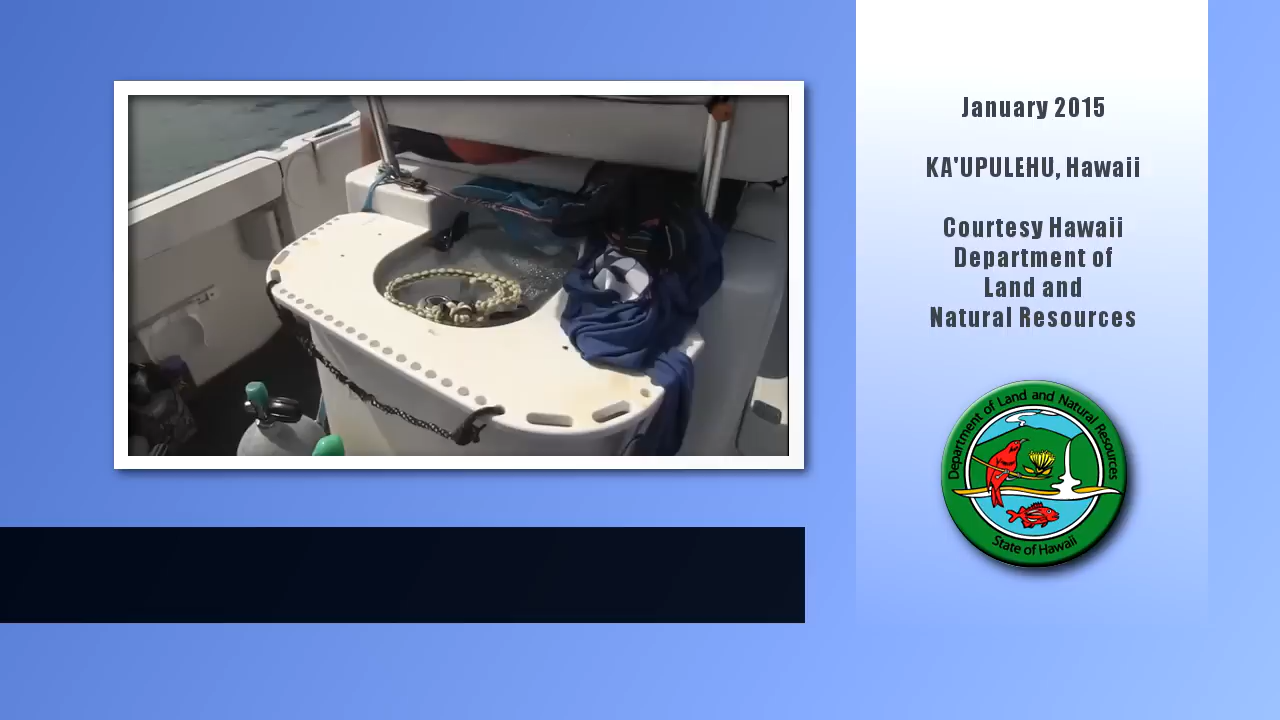 January 2015
KA'UPULEHU, Hawaii
Courtesy Hawaii
Department of
Land and
Natural Resources
Department of Land and Natural Resources
State of Hawaii